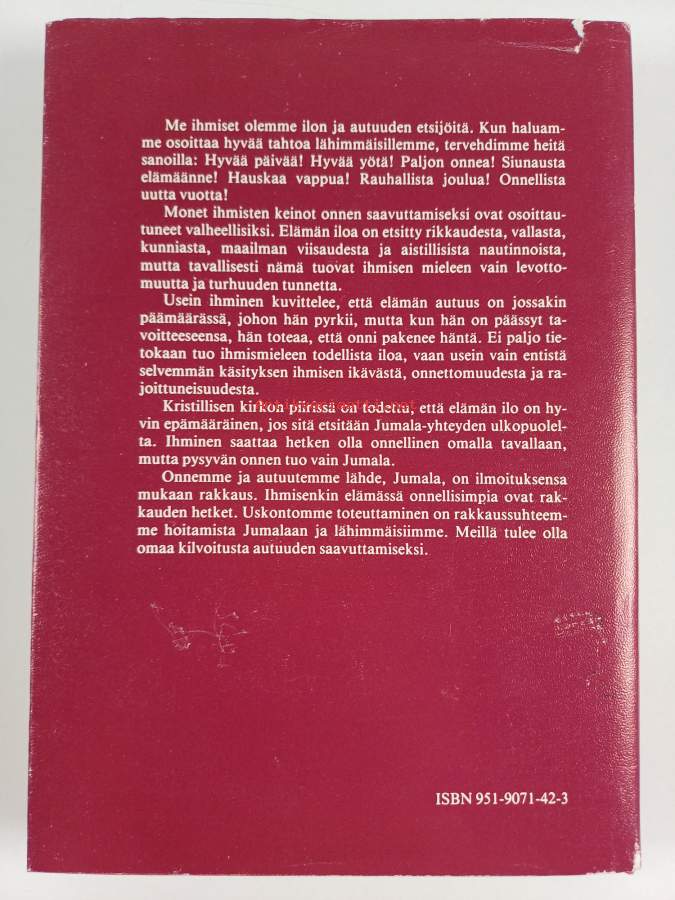 Me ihmiset olemme ilon ja autuuden etsijöitä. Kun haluam-
me osoittaa hyvää tahtoa lähimmäisillemme, tervehdimme heitä
sanoilla: Hyvää päivää! Hyvää yötä! Paljon onnea! Siunausta
elämäänne! Hauskaa vappua! Rauhallista joulua! Onnellista
uutta vuotta!
Monet ihmisten keinot onnen saavuttamiseksi ovat osoittau-
tuneet valheellisiksi. Elämän iloa on etsitty rikkaudesta, vallasta,
kunniasta, maailman viisaudesta ja aistillisista nautinnoista,
mutta tavallisesti nämä tuovat ihmisen mieleen vain levotto-
muutta ja turhuuden tunnetta.
Usein ihminen kuvittelee, että elämän autuus on jossakin
päämäärässä, johon hän pyrkii, mutta kun hän on päässyt ta-
voitteeseensa, hän toteaa, että onni pakenee häntä. Ei paljo tie-
tokaan tuo ihmismieleen todellista iloa, vaan usein vain entistä
selvemmän käsityksen ihmisen ikävästä, onnettomuudesta ja ra-
joittuneisuudesta.
Kristillisen kirkon piirissä on todettu, että elämän ilo on hy-
vin epämääräinen, jos sitä etsitään Jumala-yhteyden ulkopuolel-
ta. Ihminen saattaa hetken olla onnellinen omalla tavallaan,
mutta pysyvän onnen tuo vain Jumala.
Onnemme ja autuutemme lähde, Jumala, on ilmoituksensa
mukaan rakkaus. Ihmisenkin elämässä onnellisimpia ovat rak-
kauden hetket. Uskontomme toteuttaminen on rakkaussuhteem-
me hoitamista Jumalaan ja lähimmäisiimme. Meillä tulee olla
omaa kilvoitusta autuuden saavuttamiseksi.
ISBN 951-9071-42-3